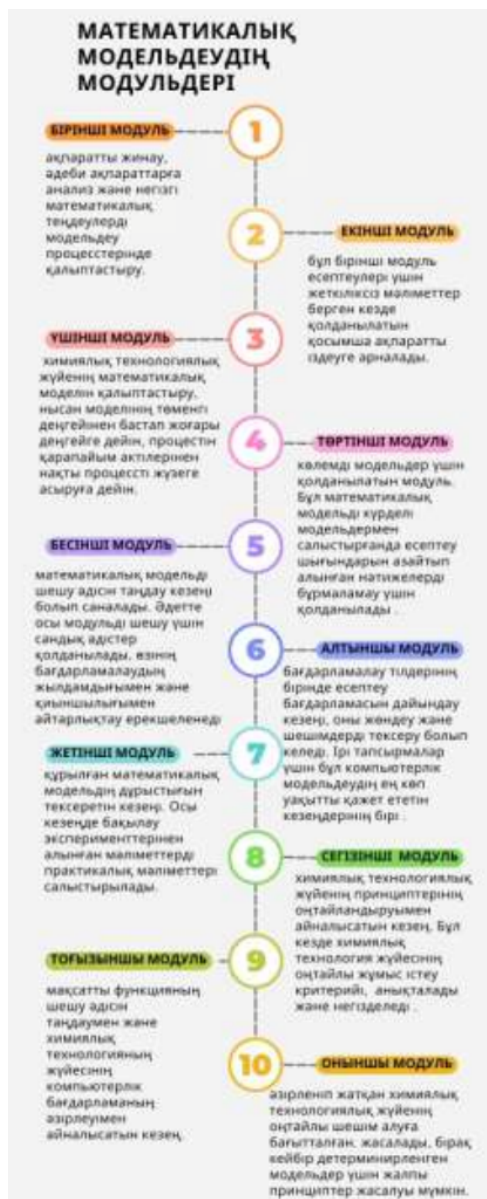 МАТЕМАТИКАЛЫҚ
МОДЕЛЬДЕУДІҢ
МОДУЛЬДЕРІ
БІРІНШІ МОДУЛЬ
1
ақпаратты жинау,
әдеби ақпараттарға
анализ және негізгі
математикалық
теңдеулерді
модельдеу
процесстерінде
қалыптастыру.
2
ЕКІНШІ МОДУЛЬ
бұл бірінші модуль
есептеулері үшін
жеткіліксіз мәліметтер
берген кезде
қолданылатын
қосымша ақпаратты
іздеуге арналады.
ҮШІНШІ МОДУЛЬ
3
химиялық технологиялық
жүйенің математикалық
моделін қалыптастыру,
нысан моделінің төменгі
деңгейінен бастап жоғары
деңгейге дейін, процестің
қарапайым актілерінен
нақты процессті жүзеге
асыруға дейін.
4
ТӨРТІНШІ МОДУЛЬ
көлемді модельдер үшін
қолданылатын модуль.
Бұл математикалық
модельді күрделі
модельдермен
салыстырғанда есептеу
шығындарын азайтып
алынған нәтижелерді
бұрмаламау үшін
қолданылады .
БЕСІНШІ МОДУЛЬ
5
математикалық модельді
шешу әдісін таңдау кезеңі
болып саналады. Әдетте
осы модульді шешу үшін
сандық әдістер
қолданылады, өзінің
бағдарламалаудың
жылдамдығымен және
қиыншылығымен
айтарлықтау ерекшеленеді
6
АЛТЫНШЫ МОДУЛЬ
бағдарламалау тілдерінің
бірінде есептеу
бағдарламасын дайындау
кезеңі, оны жөндеу және
шешімдерді тексеру болып
келеді. Ірі тапсырмалар
үшін бұл компьютерлік
модельдеудің ең көп
уақытты қажет ететін
кезеңдерінің бірі .
ЖЕТІНШІ МОДУЛЬ
7
құрылған математикалық
модельдің дұрыстығын
тексеретін кезеңі. Осы
кезеңде бақылау
эксперименттерінен
алынған мәліметтерді
практикалық мәліметтері
салыстырылады.
8
СЕГІЗІНШІ МОДУЛЬ
химиялық технологиялық
жүйенің принциптерінің
оңтайландыруымен
айналысатын кезең. Бұл
кезде химиялық
технология жүйесінің
оңтайлы жұмыс істеу
критерийі, анықталады
және негізделеді .
ТОҒЫЗЫНШЫ МОДУЛЬ
9
мақсатты функцияның
шешу әдісін
таңдаумен және
химиялық
технологияның
жүйесінің
компьютерлік
бағдарламаның
әзірлеуімен
айналысатын кезең.
10
ОНЫНШЫ МОДУЛЬ
әзірленіп жатқан химиялық
технологиялық жүйенің
оңтайлы шешім алуға
бағытталған. жасалады, бірақ
кейбір детерминирленген
модельдер үшін жалпы
принциптер жасалуы мүмкін.